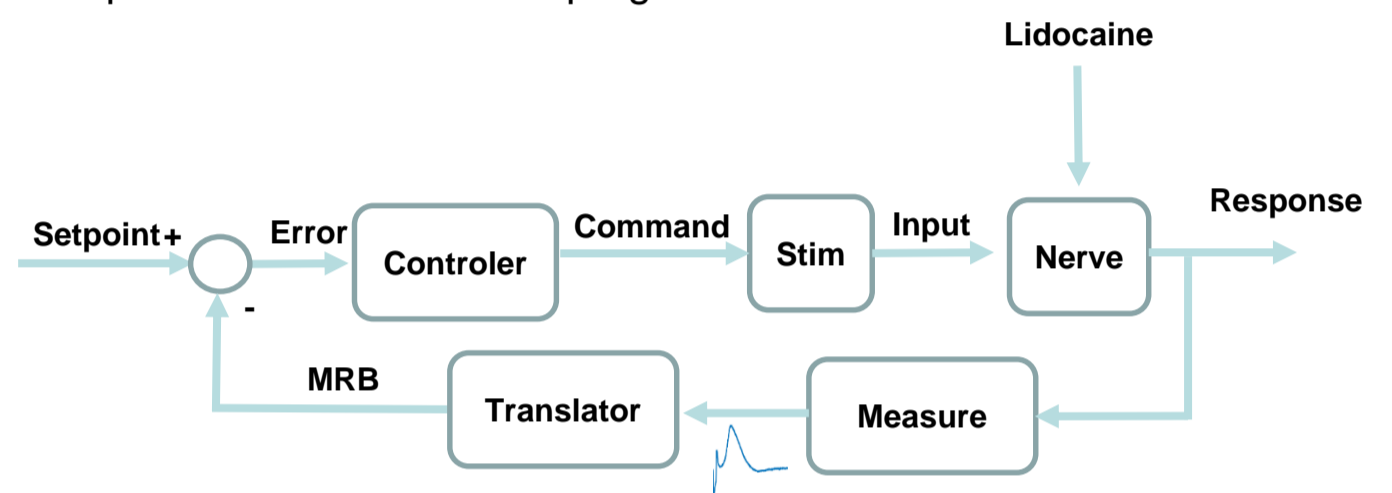 Lidocaine
Response
Setpoint+
Error
Command
Input
Controler
Stim
Nerve
-
MRB
Translator
Measure